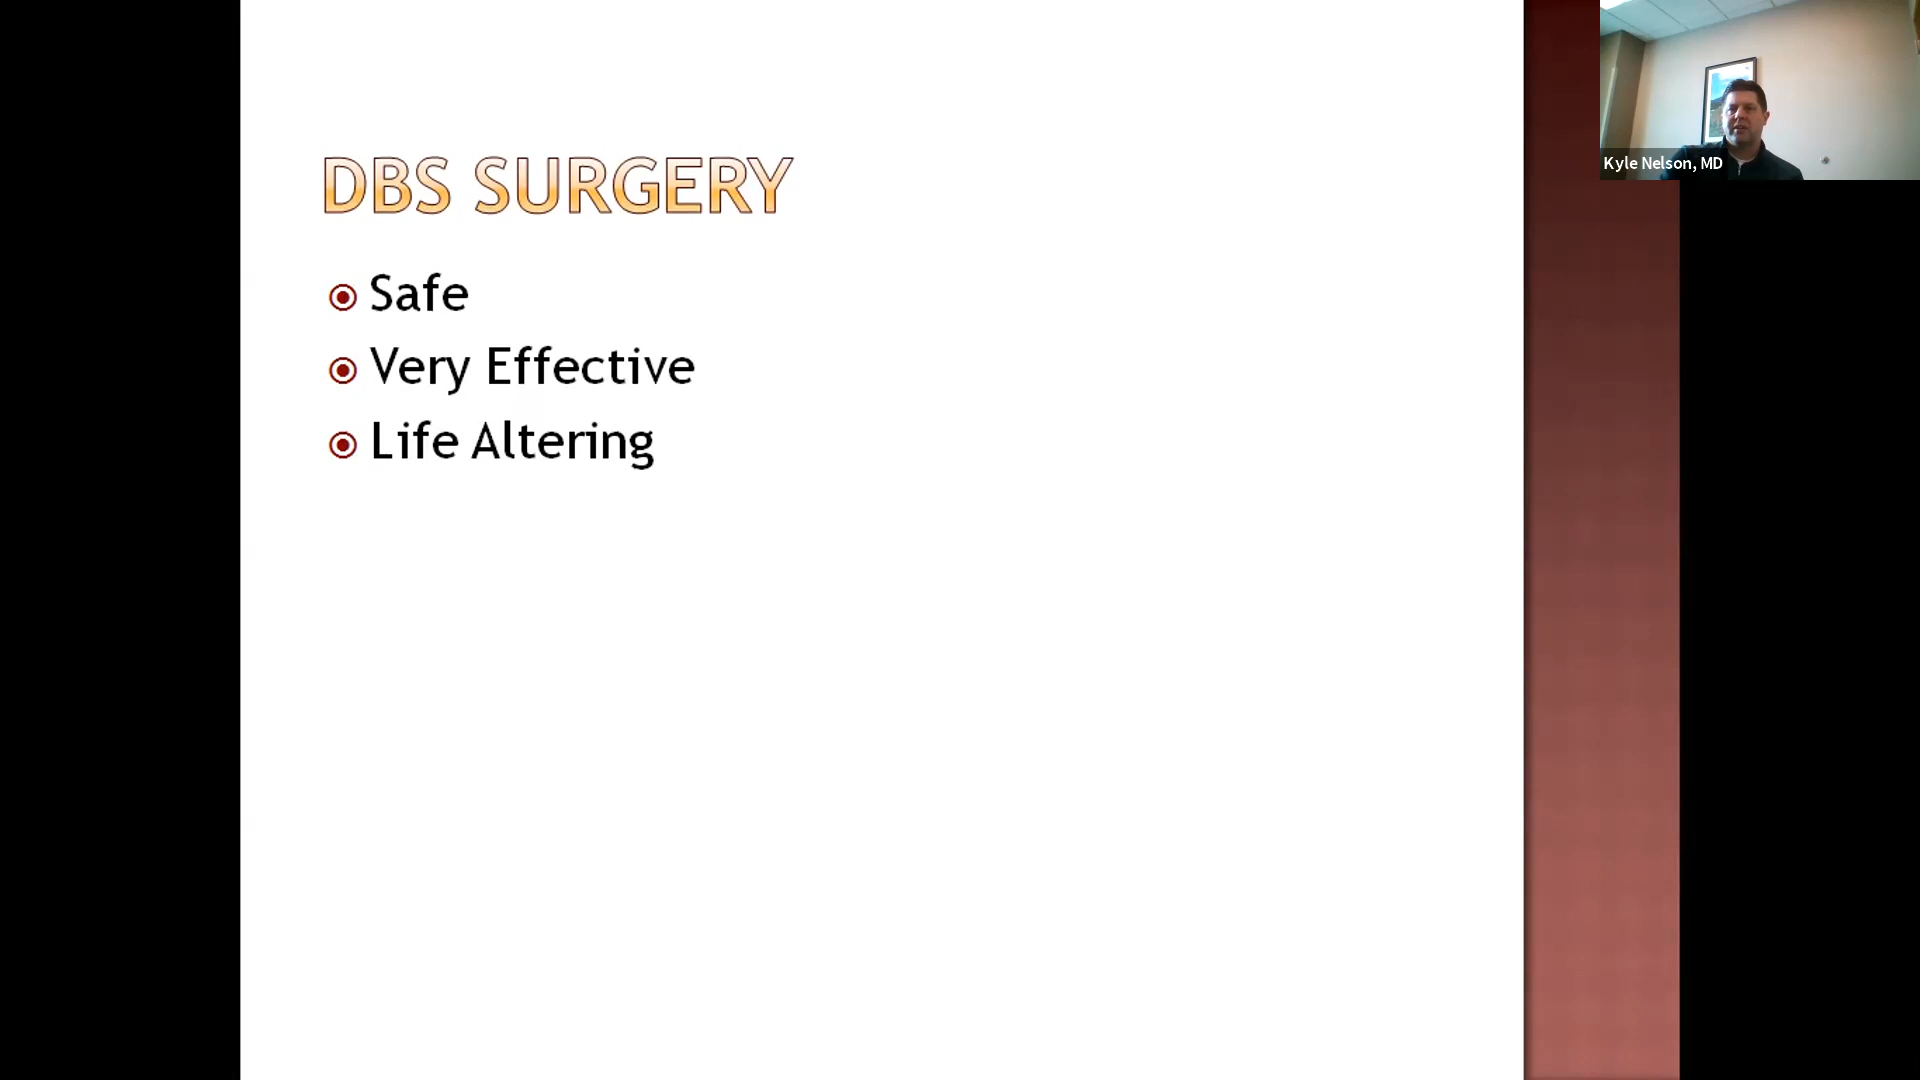 DBS SURGERY
Safe
Very Effective
Life Altering
Kyle Nelson, MD